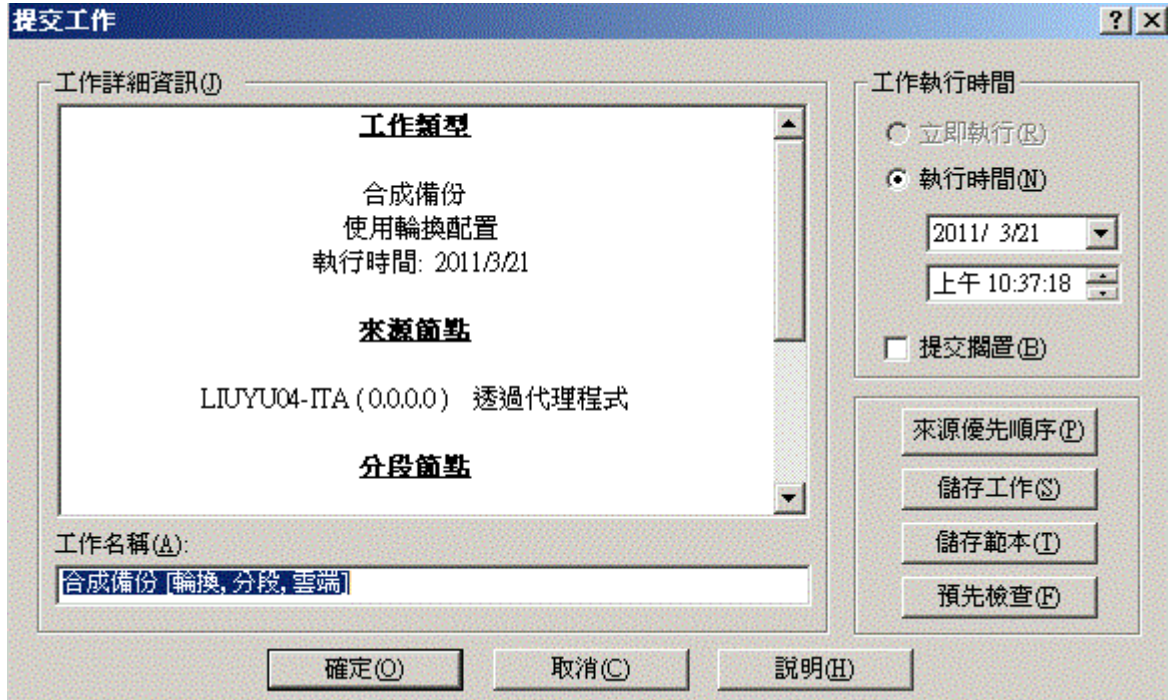 提交工作
工作詳細資訊(J)
工作類型
合成備份
使用輪換配置
執行時間: 2011/3/21
來源節點
LIUYU04-ITA ( 0.0.0.0 ) 透過代理程式
分段節點
工作名稱(A):
合成備份 [輪換, 分段, 雲端]
工作執行時間
立即執行(R)
執行時間(N)
2011/ 3/21
上午 10:37:18
提交擱置(B)
來源優先順序(P)
儲存工作(S)
儲存範本(T)
預先檢查(F)
確定(O)
取消(C)
說明(H)